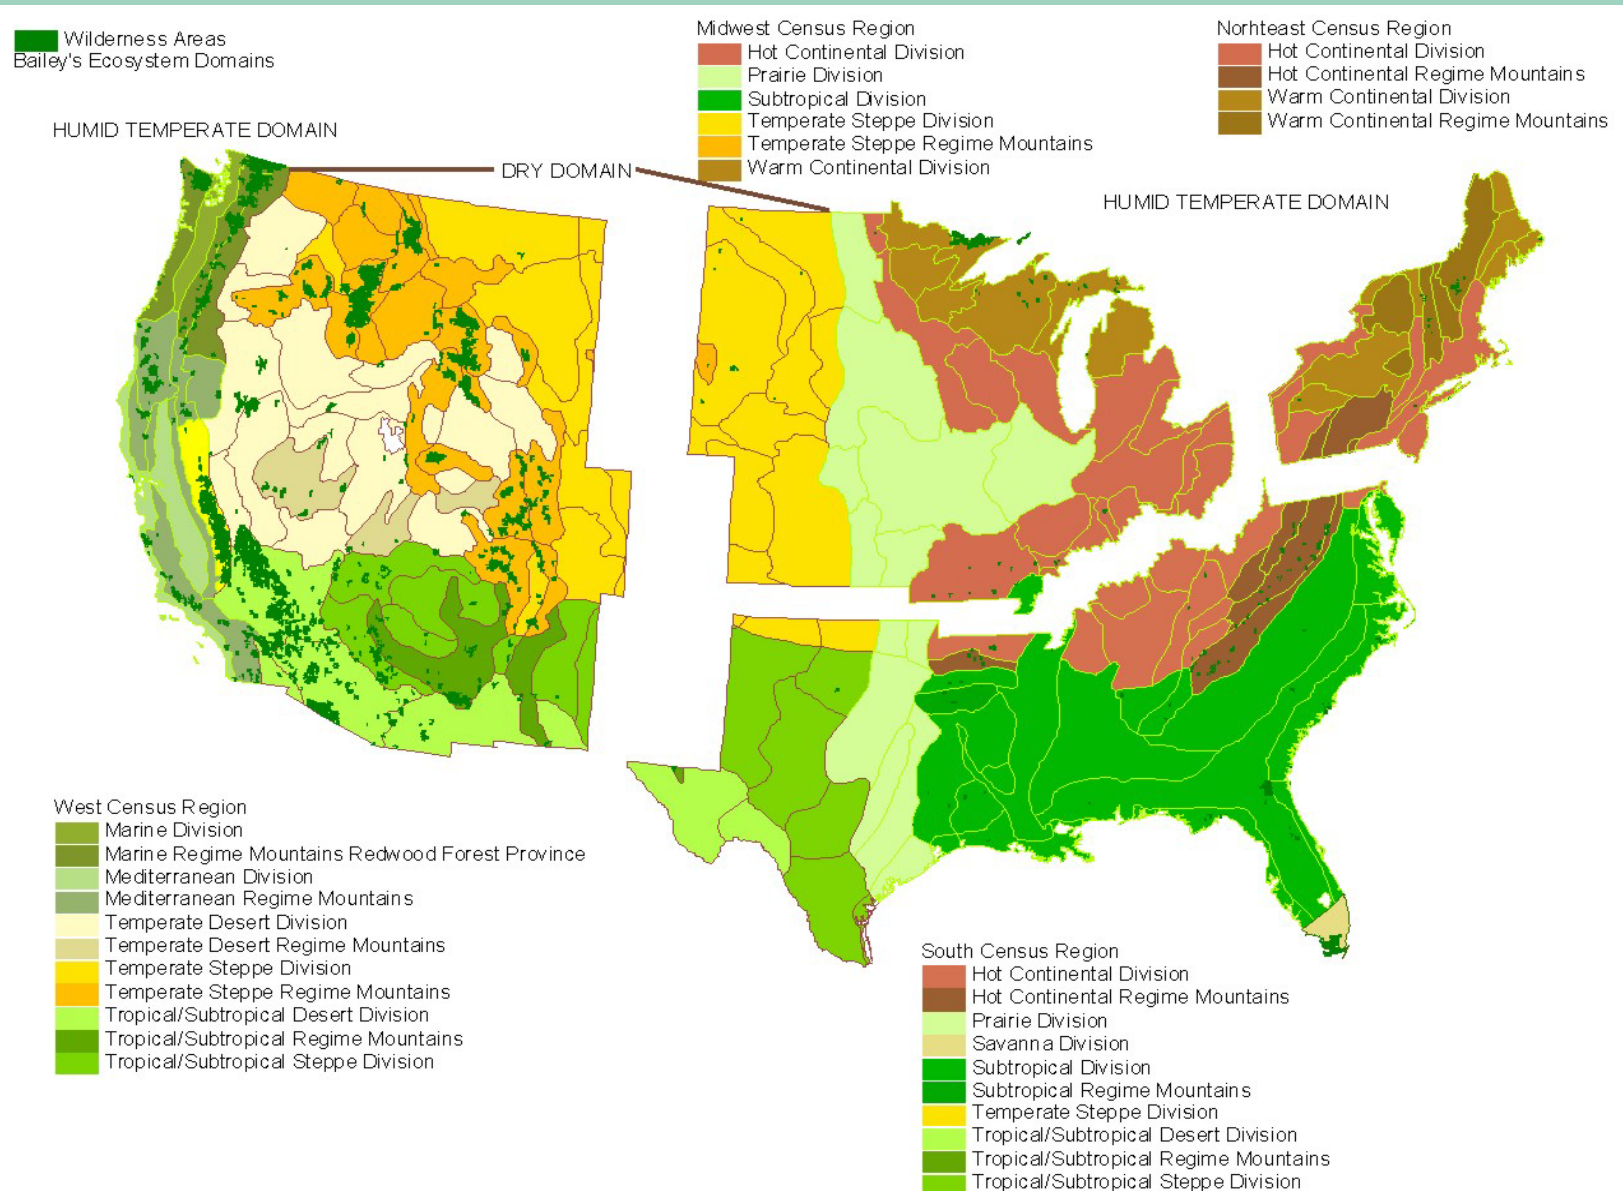 Wilderness Areas
Bailey's Ecosystem Domains
Midwest Census Region
Hot Continental Division
Prairie Division
Subtropical Division
Temperate Steppe Division
Temperate Steppe Regime Mountains
Warm Continental Division
Norhteast Census Region
Hot Continental Division
Hot Continental Regime Mountains
Warm Continental Division
Warm Continental Regime Mountains
HUMID TEMPERATE DOMAIN
DRY DOMAIN
HUMID TEMPERATE DOMAIN
West Census Region
Marine Division
Marine Regime Mountains Redwood Forest Province
Mediterranean Division
Mediterranean Regime Mountains
Temperate Desert Division
Temperate Desert Regime Mountains
Temperate Steppe Division
Temperate Steppe Regime Mountains
Tropical/Subtropical Desert Division
Tropical/Subtropical Regime Mountains
Tropical/Subtropical Steppe Division
South Census Region
Hot Continental Division
Hot Continental Regime Mountains
Prairie Division
Savanna Division
Subtropical Division
Subtropical Regime Mountains
Temperate Steppe Division
Tropical/Subtropical Desert Division
Tropical/Subtropical Regime Mountains
Tropical/Subtropical Steppe Division